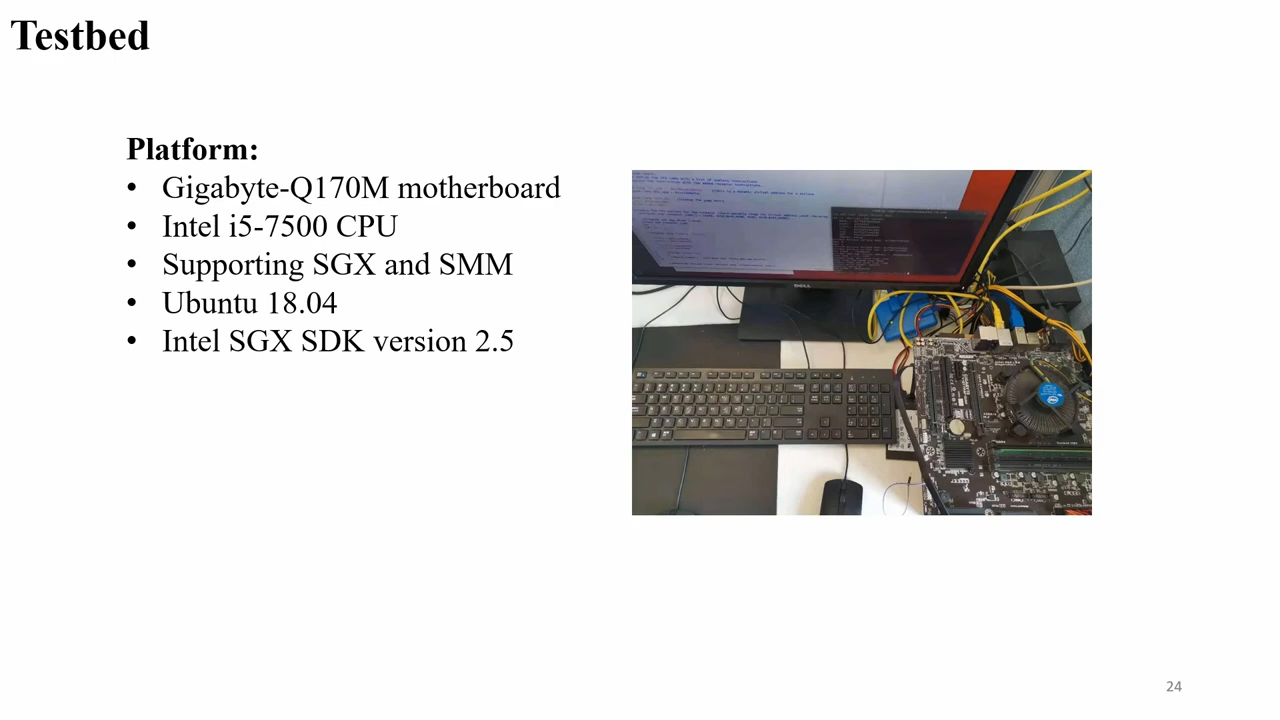 Testbed
Platform:
• Gigabyte-Q170M motherboard
• Intel i5-7500 CPU
• Supporting SGX and SMM
• Ubuntu 18.04
• Intel SGX SDK version 2.5
DELL
24